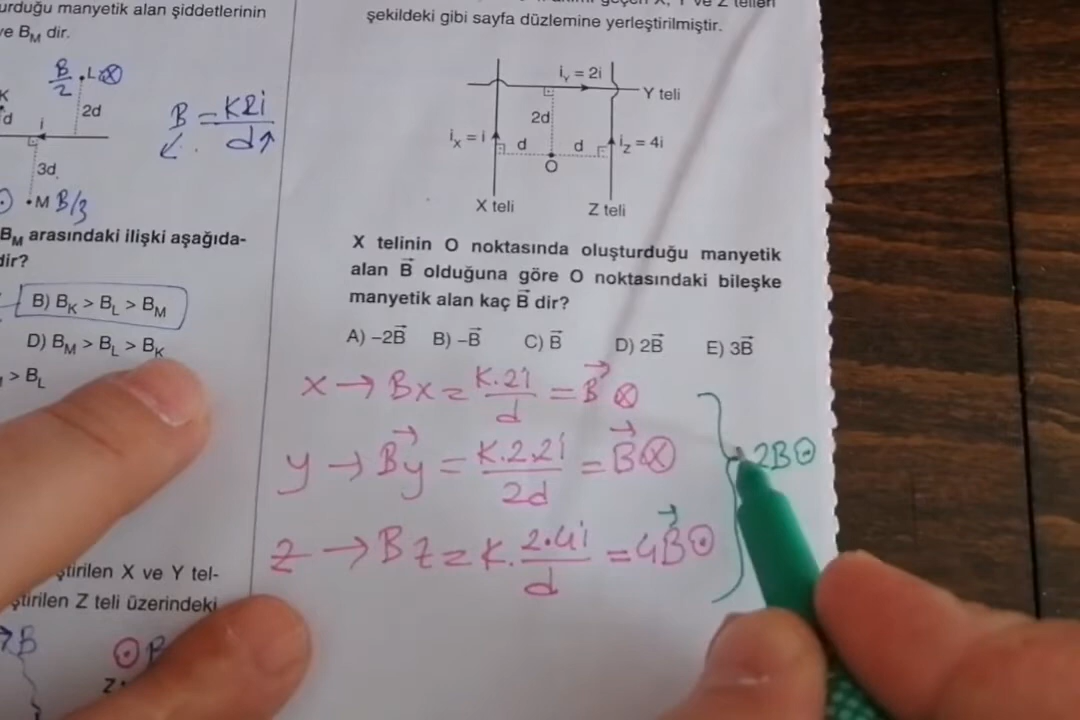 urduğu manyetik alan şiddetlerinin
ve B_M dir.
B/2 L ⊗
K
d
i
2d
3d
M B/3
B = K2i/d
B_M arasındaki ilişki aşağıda-
dir?
B) B_K > B_L > B_M
D) B_M > B_L > B_K
> B_L
ştirilen X ve Y tel-
ştirilen Z teli üzerindeki
→B
⊙ B
Z
geçen X, Y ve Z telleri
şekildeki gibi sayfa düzlemine yerleştirilmiştir.
i_Y = 2i
Y teli
2d
i_X = i
d
d
i_Z = 4i
O
X teli
Z teli
X telinin O noktasında oluşturduğu manyetik
alan B⃗ olduğuna göre O noktasındaki bileşke
manyetik alan kaç B⃗ dir?
A) −2B⃗ B) −B⃗ C) B⃗ D) 2B⃗ E) 3B⃗
x → Bx = K.2i/d = B⃗ ⊗
y → B⃗y = K.2.2i/2d = B⃗ ⊗
2B ⊙
z → Bz = K.2.4i/d = 4B⃗ ⊙